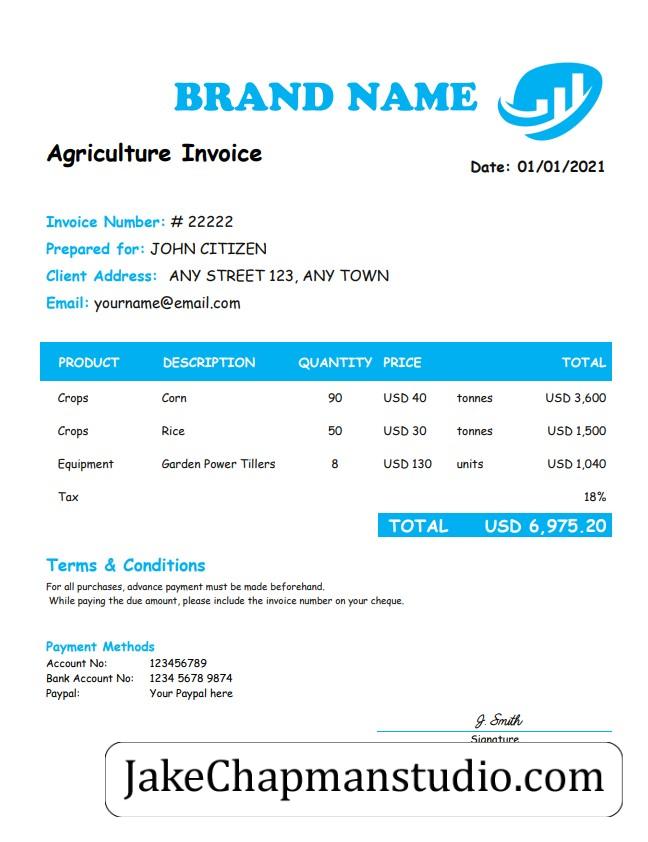 BRAND NAME
Agriculture Invoice
Date: 01/01/2021
Invoice Number: # 22222
Prepared for: JOHN CITIZEN
Client Address: ANY STREET 123, ANY TOWN
Email: yourname@email.com
PRODUCT DESCRIPTION QUANTITY PRICE TOTAL
Crops Corn 90 USD 40 tonnes USD 3,600
Crops Rice 50 USD 30 tonnes USD 1,500
Equipment Garden Power Tillers 8 USD 130 units USD 1,040
Tax 18%
TOTAL USD 6,975.20
Terms & Conditions
For all purchases, advance payment must be made beforehand.
While paying the due amount, please include the invoice number on your cheque.
Payment Methods
Account No: 123456789
Bank Account No: 1234 5678 9874
Paypal: Your Paypal here
J. Smith
Signature
JakeChapmanstudio.com